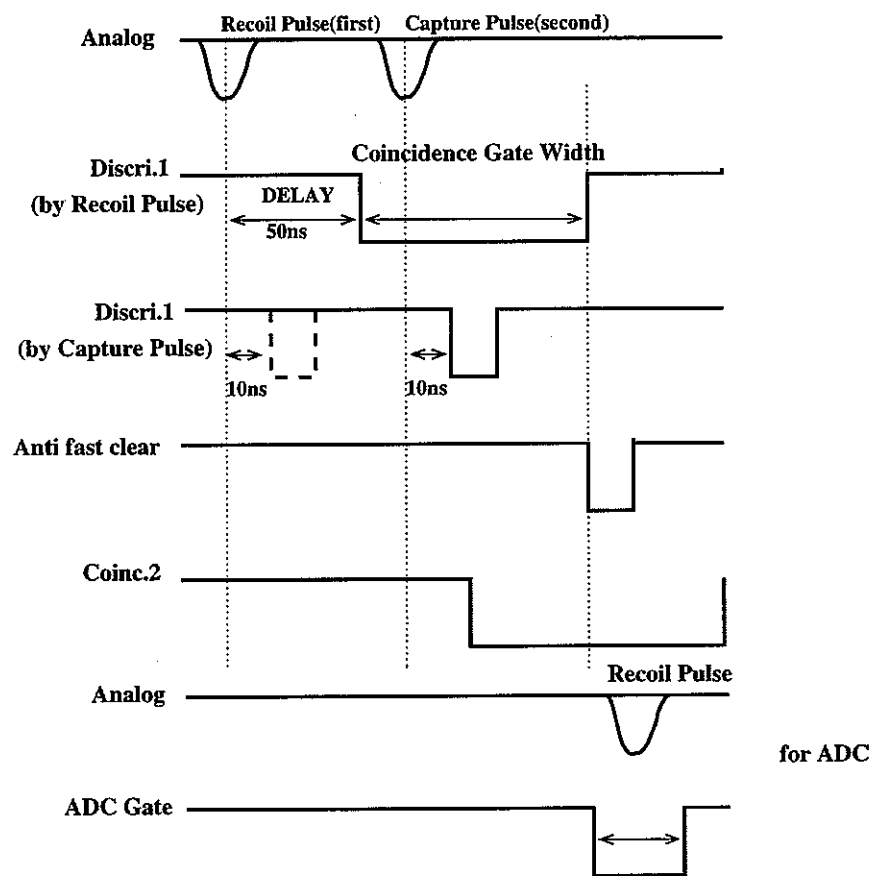 Recoil Pulse(first) Capture Pulse(second)
Analog
Coincidence Gate Width
Discri.1
(by Recoil Pulse)
DELAY
50ns
Discri.1
(by Capture Pulse)
10ns
10ns
Anti fast clear
Coinc.2
Recoil Pulse
Analog
for ADC
ADC Gate